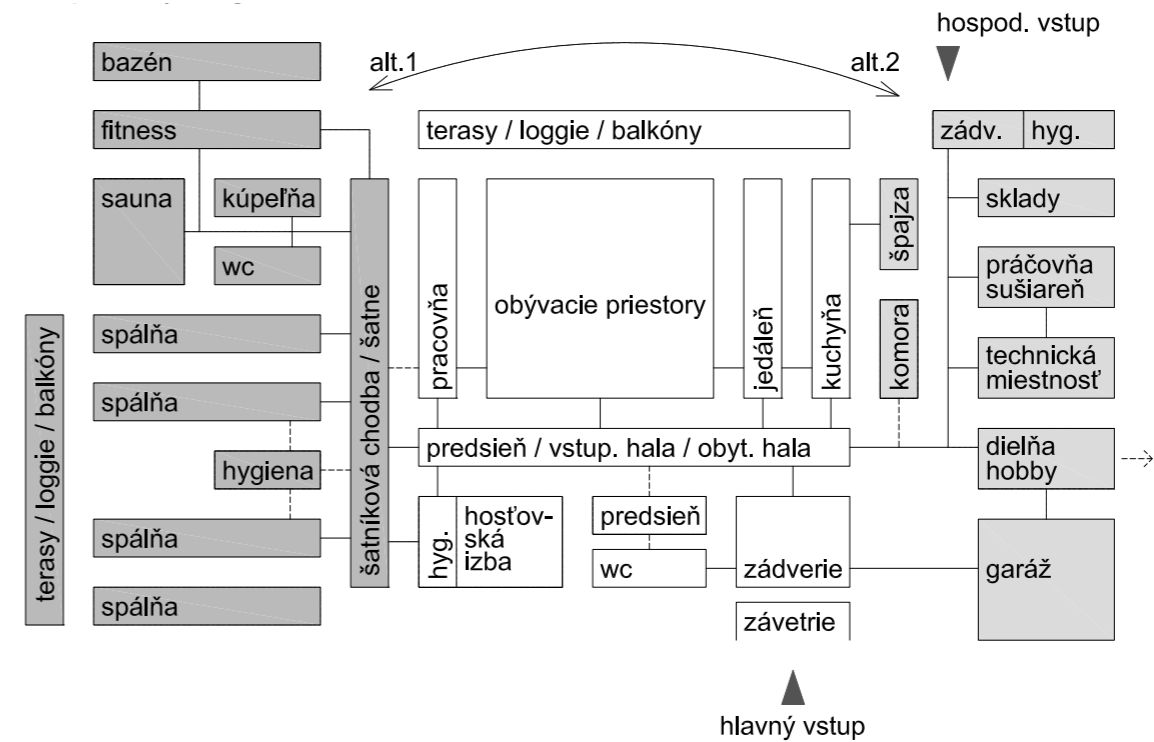 hospod. vstup
bazén
alt.1
alt.2
fitness
terasy / loggie / balkóny
zádv.
hyg.
sauna
kúpeľňa
wc
šatníková chodba / šatne
pracovňa
obývacie priestory
jedáleň
kuchyňa
špajza
komora
sklady
práčovňa
sušiareň
technická
miestnosť
terasy / loggie / balkóny
spálňa
spálňa
hygiena
spálňa
spálňa
predsieň / vstup. hala / obyt. hala
dielňa
hobby
hyg.
hosťov-
ská
izba
predsieň
wc
zádverie
garáž
závetrie
hlavný vstup